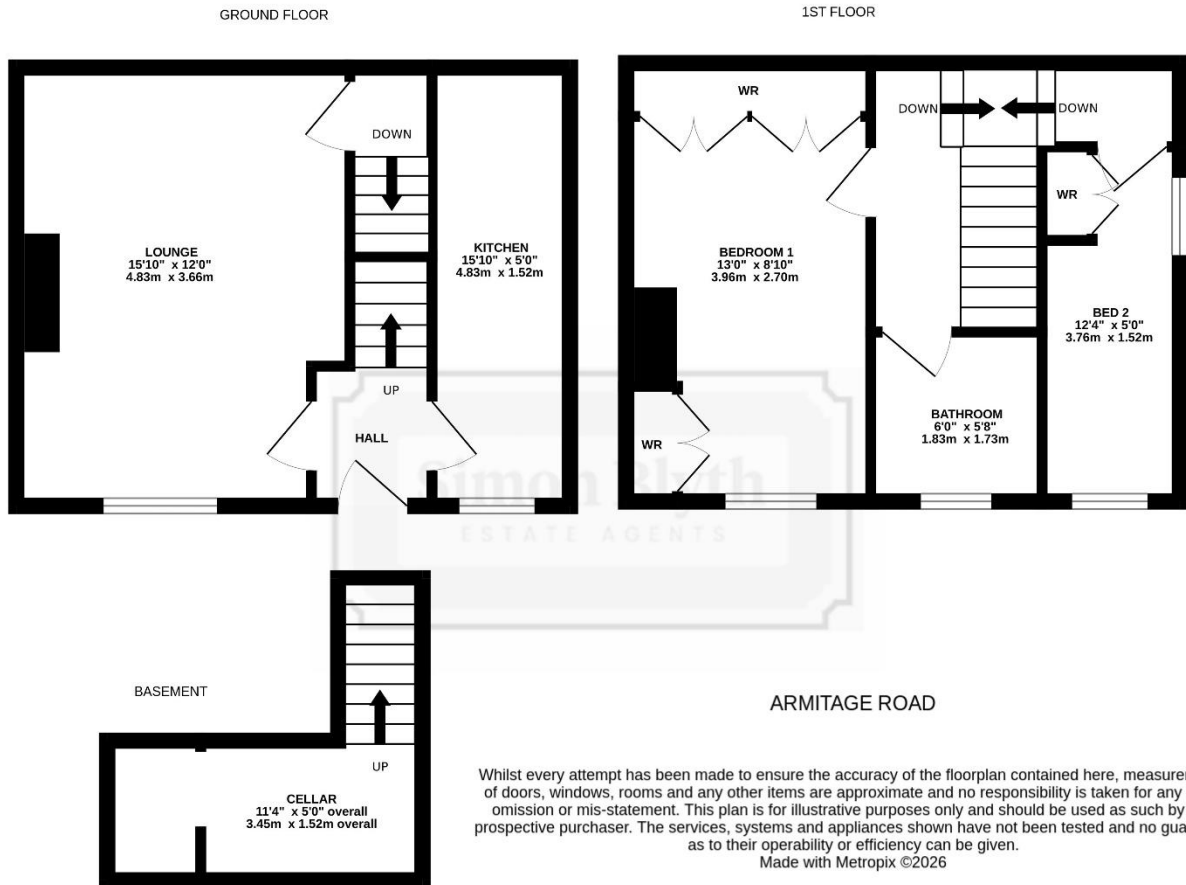 GROUND FLOOR
1ST FLOOR
DOWN
LOUNGE
15'10" x 12'0"
4.83m x 3.66m
KITCHEN
15'10" x 5'0"
4.83m x 1.52m
UP
HALL
WR
DOWN
DOWN
WR
BEDROOM 1
13'0" x 8'10"
3.96m x 2.70m
BED 2
12'4" x 5'0"
3.76m x 1.52m
BATHROOM
6'0" x 5'8"
1.83m x 1.73m
WR
Simon Blyth
ESTATE AGENTS
BASEMENT
UP
CELLAR
11'4" x 5'0" overall
3.45m x 1.52m overall
ARMITAGE ROAD
Whilst every attempt has been made to ensure the accuracy of the floorplan contained here, measurer
of doors, windows, rooms and any other items are approximate and no responsibility is taken for any
omission or mis-statement. This plan is for illustrative purposes only and should be used as such by
prospective purchaser. The services, systems and appliances shown have not been tested and no gua
as to their operability or efficiency can be given.
Made with Metropix ©2026